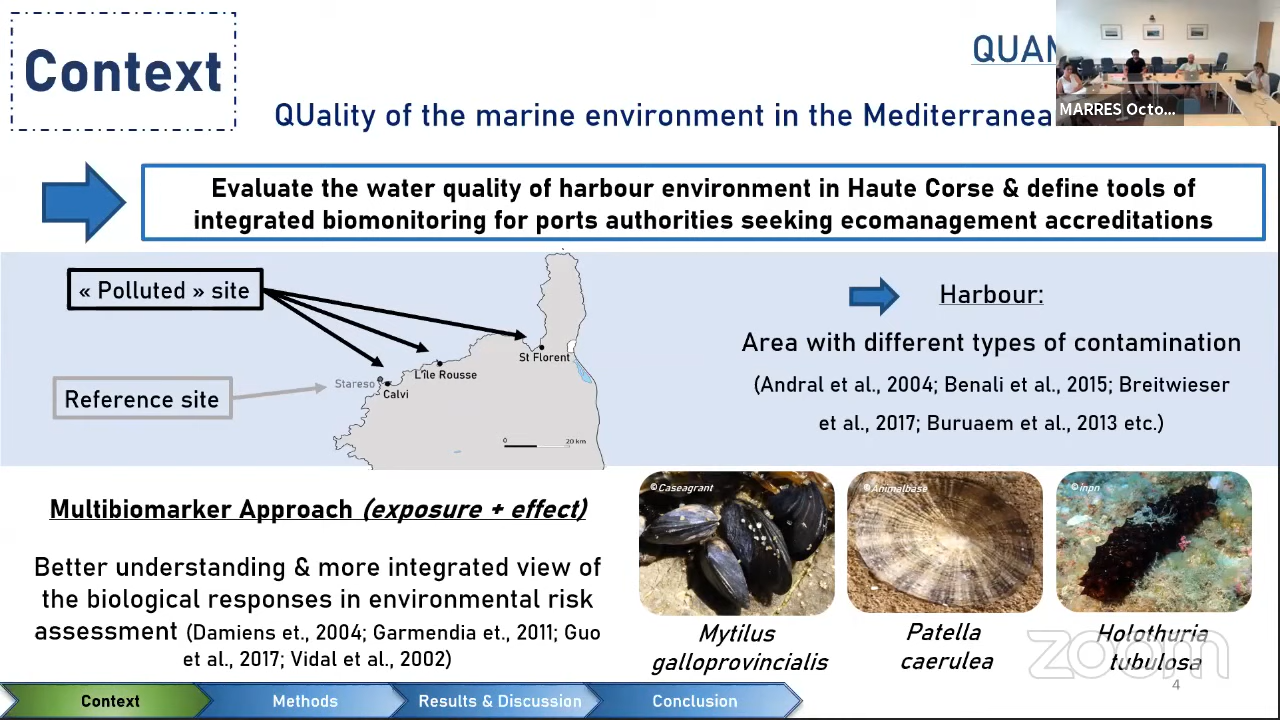 Context
QUAM
MARRES Octo...
QUality of the marine environment in the Mediterranea
Evaluate the water quality of harbour environment in Haute Corse & define tools of
integrated biomonitoring for ports authorities seeking ecomanagement accreditations
« Polluted » site
Reference site
Stareso
Calvi
L'île Rousse
St Florent
0 20 km
Harbour:
Area with different types of contamination
(Andral et al., 2004; Benali et al., 2015; Breitwieser
et al., 2017; Buruaem et al., 2013 etc.)
Multibiomarker Approach (exposure + effect)
Better understanding & more integrated view of
the biological responses in environmental risk
assessment (Damiens et., 2004; Garmendia et., 2011; Guo
et al., 2017; Vidal et al., 2002)
©Caseagrant
©Animalbase
©inpn
Mytilus
galloprovincialis
Patella
caerulea
Holothuria
tubulosa
zoom
4
Context
Methods
Results & Discussion
Conclusion